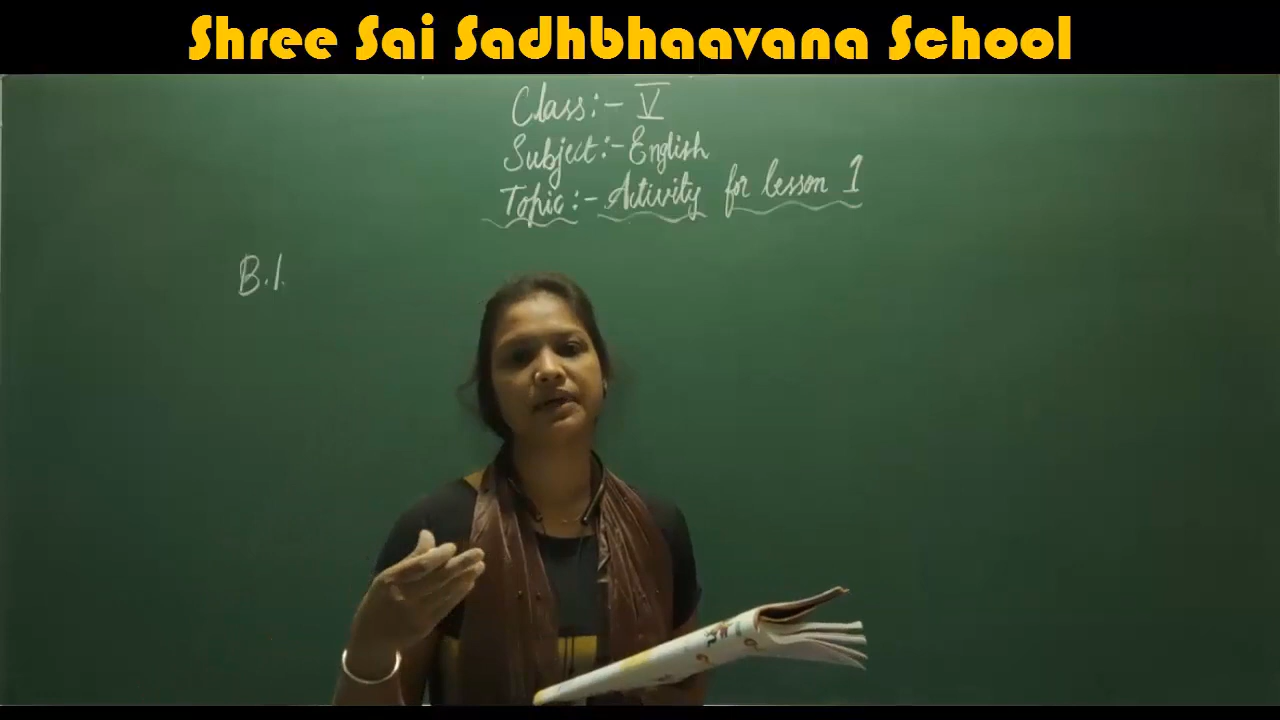 Shree Sai Sadhbhaavana School
Class:- V
Subject:- English
Topic:- Activity for lesson 1
B.1.